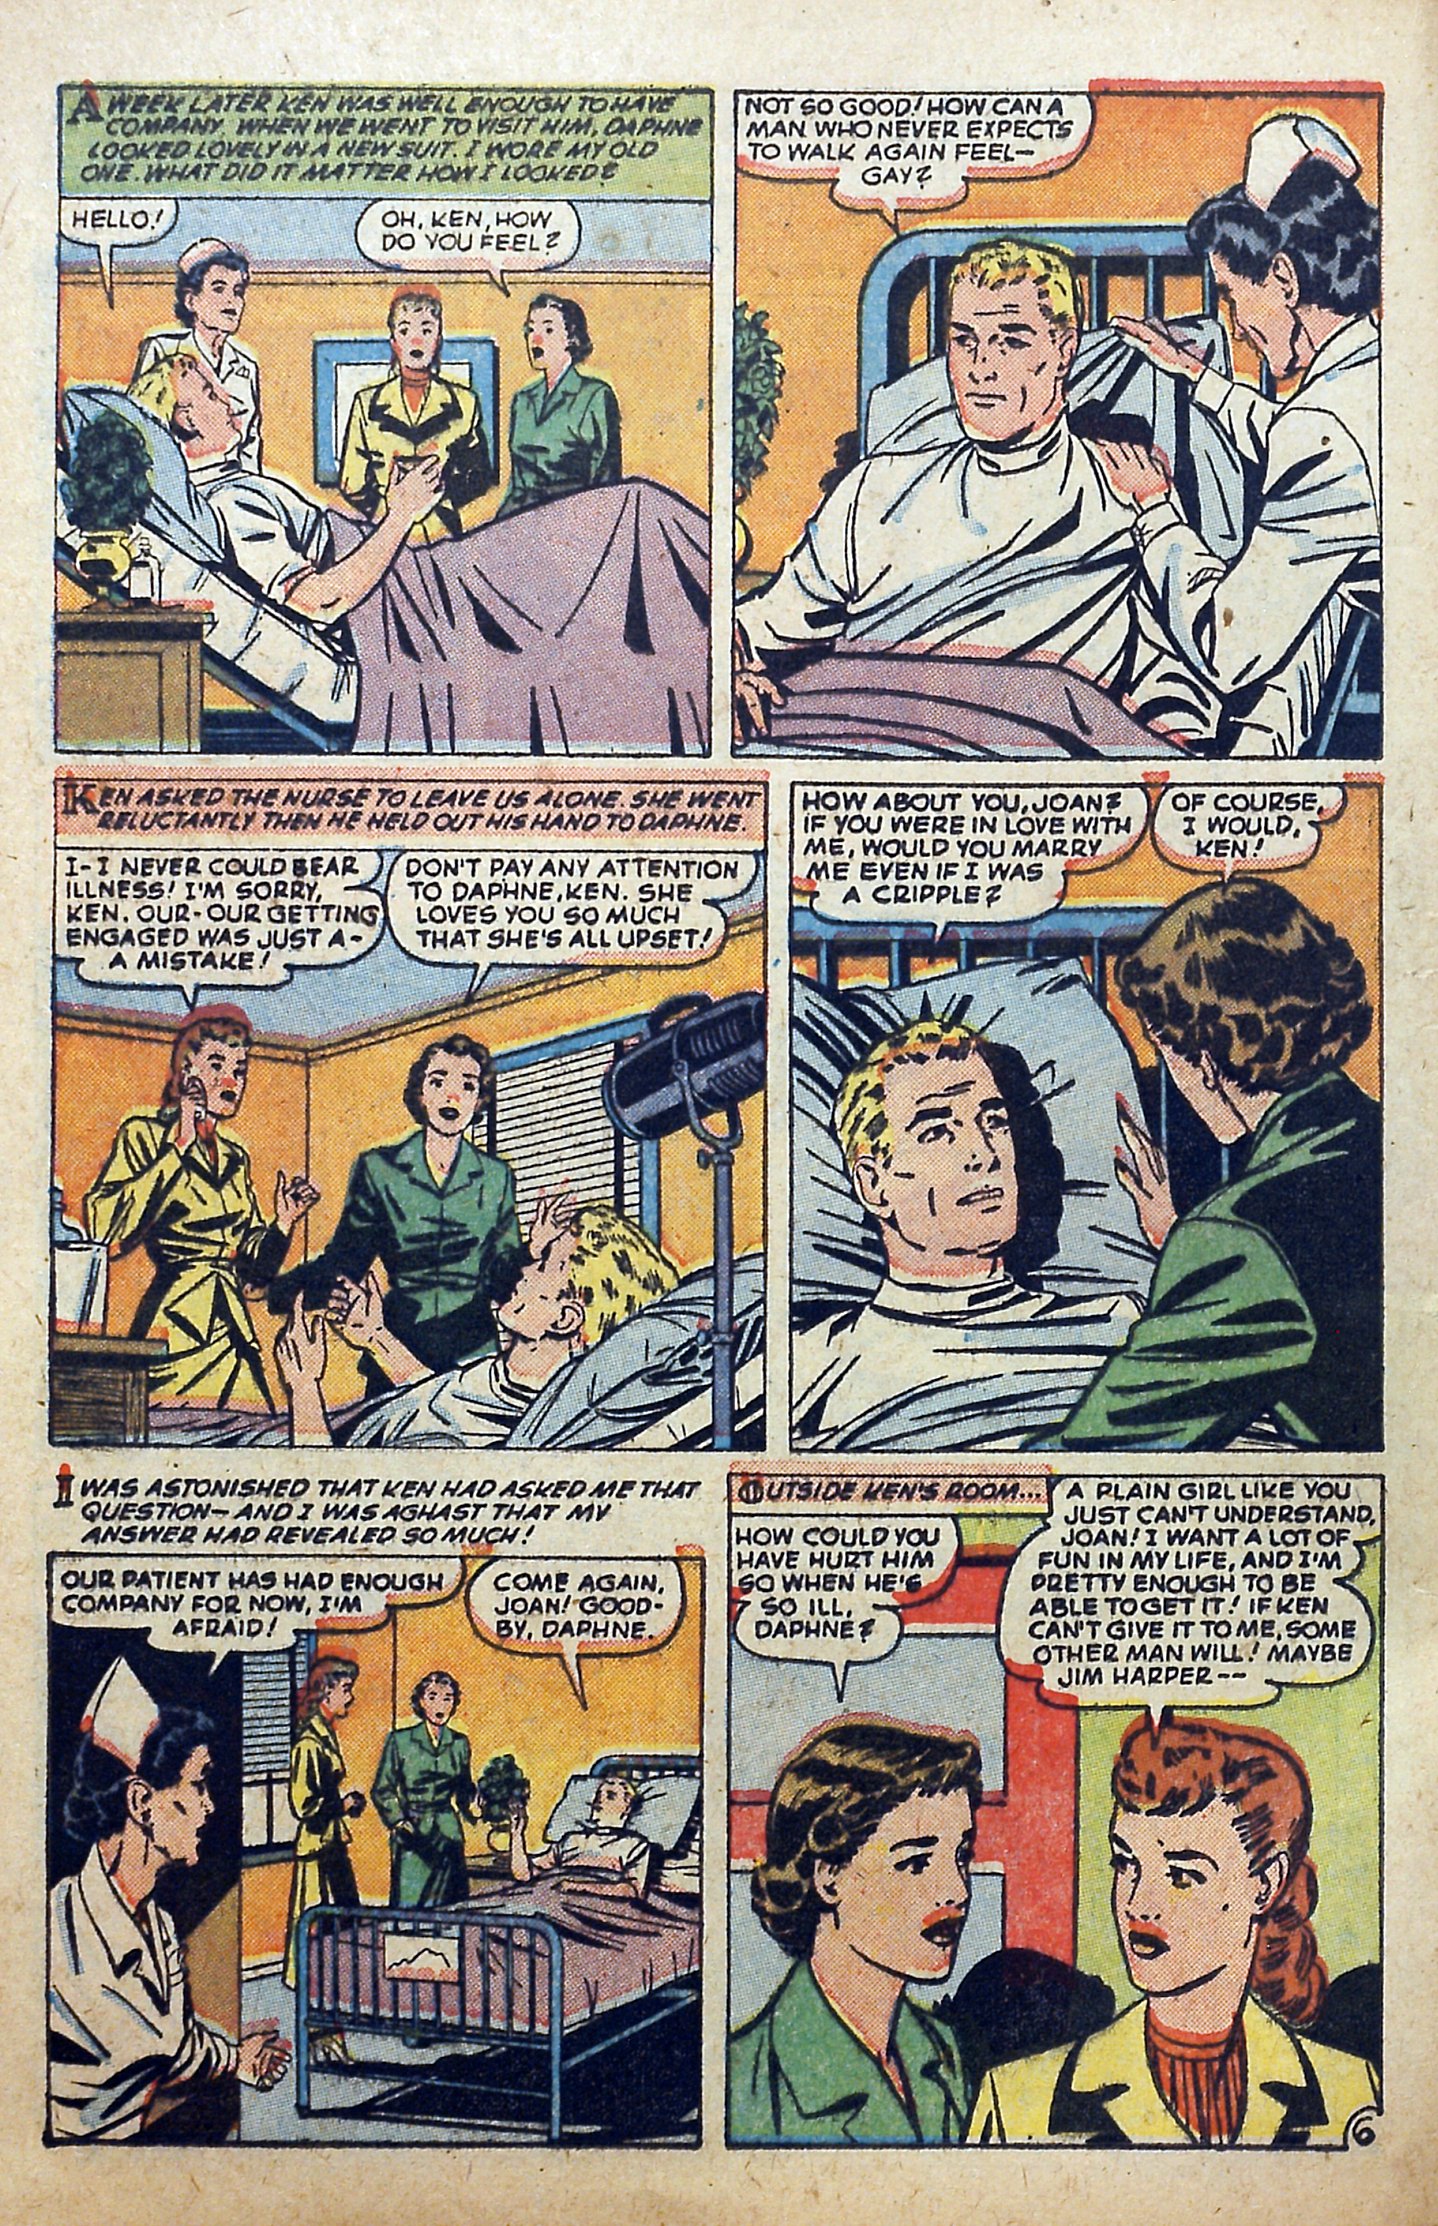 A WEEK LATER KEN WAS WELL ENOUGH TO HAVE
COMPANY. WHEN WE WENT TO VISIT HIM, DAPHNE
LOOKED LOVELY IN A NEW SUIT. I WORE MY OLD
ONE. WHAT DID IT MATTER HOW I LOOKED?
HELLO!
OH, KEN, HOW
DO YOU FEEL?
NOT SO GOOD! HOW CAN A
MAN WHO NEVER EXPECTS
TO WALK AGAIN FEEL—
GAY?
KEN ASKED THE NURSE TO LEAVE US ALONE. SHE WENT
RELUCTANTLY THEN HE HELD OUT HIS HAND TO DAPHNE.
I-I NEVER COULD BEAR
ILLNESS! I'M SORRY,
KEN. OUR-OUR GETTING
ENGAGED WAS JUST A-
A MISTAKE!
DON'T PAY ANY ATTENTION
TO DAPHNE, KEN. SHE
LOVES YOU SO MUCH
THAT SHE'S ALL UPSET!
HOW ABOUT YOU, JOAN?
IF YOU WERE IN LOVE WITH
ME, WOULD YOU MARRY
ME EVEN IF I WAS
A CRIPPLE?
OF COURSE,
I WOULD,
KEN!
I WAS ASTONISHED THAT KEN HAD ASKED ME THAT
QUESTION—AND I WAS AGHAST THAT MY
ANSWER HAD REVEALED SO MUCH!
OUR PATIENT HAS HAD ENOUGH
COMPANY FOR NOW, I'M
AFRAID!
COME AGAIN,
JOAN! GOOD-
BY, DAPHNE.
OUTSIDE KEN'S ROOM...
HOW COULD YOU
HAVE HURT HIM
SO WHEN HE'S
SO ILL,
DAPHNE?
A PLAIN GIRL LIKE YOU
JUST CAN'T UNDERSTAND,
JOAN! I WANT A LOT OF
FUN IN MY LIFE, AND I'M
PRETTY ENOUGH TO BE
ABLE TO GET IT! IF KEN
CAN'T GIVE IT TO ME, SOME
OTHER MAN WILL! MAYBE
JIM HARPER--
6